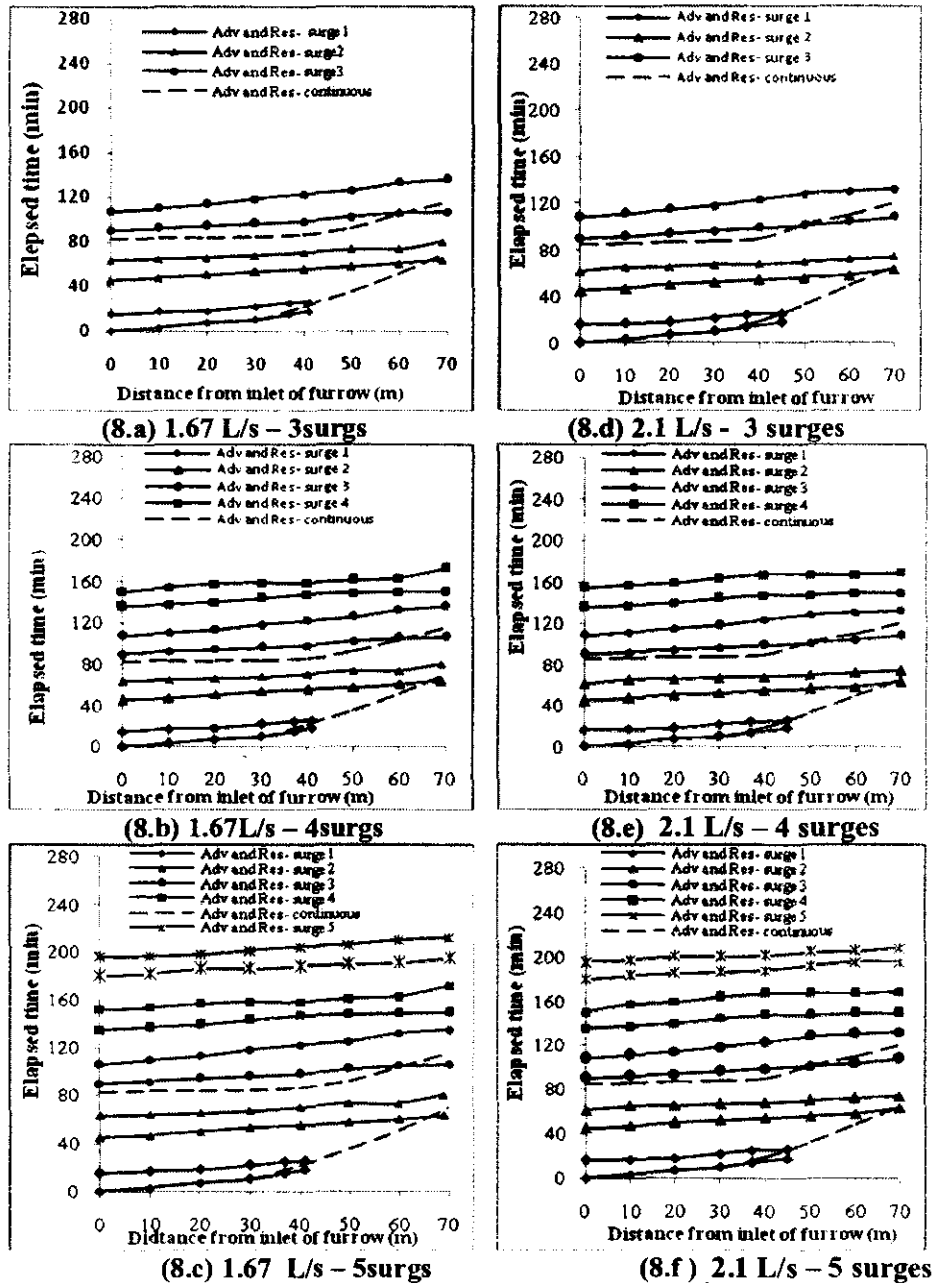 280
240
200
160
120
80
40
0
Elepsed time (min)
Adv and Res- surge1
Adv and Res- surge2
Adv and Res- surge3
Adv and Res- continuous
0 10 20 30 40 50 60 70
Distance from inlet of furrow (m)
(8.a) 1.67 L/s – 3surgs
280
240
200
160
120
80
40
0
Elapsed time (min)
Adv and Res- surge 1
Adv and Res- surge 2
Adv and Res- surge 3
Adv and Res- continuous
0 10 20 30 40 50 60 70
Distance from inlet of furrow
(8.d) 2.1 L/s - 3 surges
280
240
200
160
120
80
40
0
Elapsed time (min)
Adv and Res- surge 1
Adv and Res- surge 2
Adv and Res- surge 3
Adv and Res- surge 4
Adv and Res- continuous
0 10 20 30 40 50 60 70
Distance from inlet of furrow (m)
(8.b) 1.67L/s – 4surgs
280
240
200
160
120
80
40
0
Elapsed time (min)
Adv and Res- surge 1
Adv and Res- surge 2
Adv and Res- surge 3
Adv and Res- surge 4
Adv and Res- continuous
0 10 20 30 40 50 60 70
Distance from inlet of furrow (m)
(8.e) 2.1 L/s – 4 surges
280
240
200
160
120
80
40
0
Elapsed time (min)
Adv and Res- surge 1
Adv and Res- surge 2
Adv and Res- surge 3
Adv and Res- surge 4
Adv and Res- continuous
Adv and Res- surge 5
0 10 20 30 40 50 60 70
Distance from inlet of furrow (m)
(8.c) 1.67 L/s – 5surgs
280
240
200
160
120
80
40
0
Elapsed time (min)
Adv and Res- surge 1
Adv and Res- surge 2
Adv and Res- surge 3
Adv and Res- surge 4
Adv and Res- surge 5
Adv and Res- continuous
0 10 20 30 40 50 60 70
Distance from inlet of furrow (m)
(8.f) 2.1 L/s – 5 surges